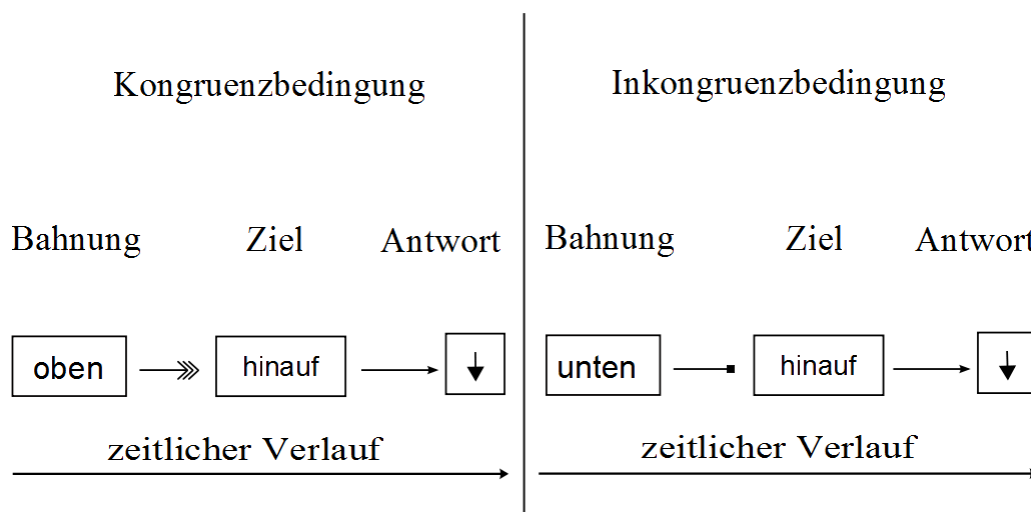 Kongruenzbedingung
Bahnung Ziel Antwort
oben hinauf
zeitlicher Verlauf
Inkongruenzbedingung
Bahnung Ziel Antwort
unten hinauf
zeitlicher Verlauf